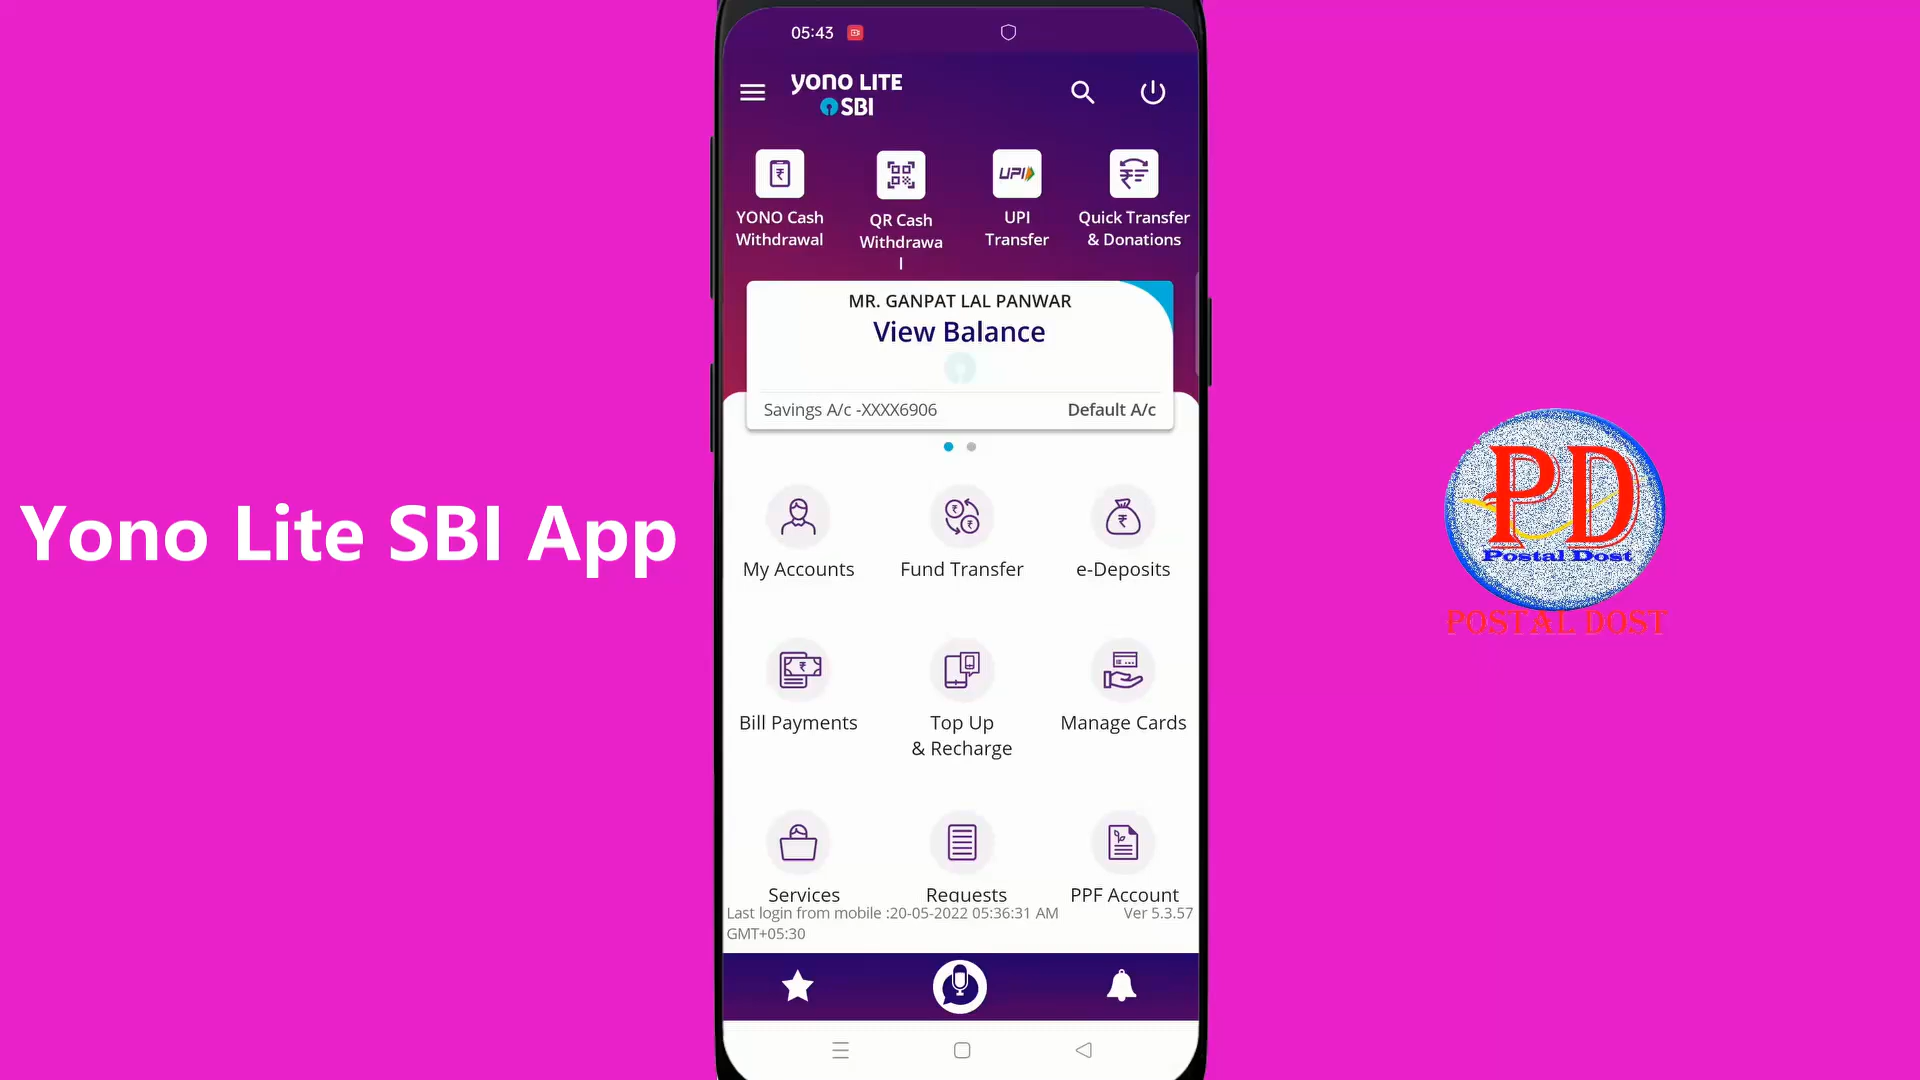 05:43
yono LITE
SBI
YONO Cash
Withdrawal
QR Cash
Withdrawa
l
UPI
UPI
Transfer
Quick Transfer
& Donations
MR. GANPAT LAL PANWAR
View Balance
Savings A/c -XXXX6906
Default A/c
My Accounts
Fund Transfer
e-Deposits
Bill Payments
Top Up
& Recharge
Manage Cards
Services
Requests
PPF Account
Last login from mobile :20-05-2022 05:36:31 AM
GMT+05:30
Ver 5.3.57
Yono Lite SBI App
PD
Postal Dost
POSTAL DOST